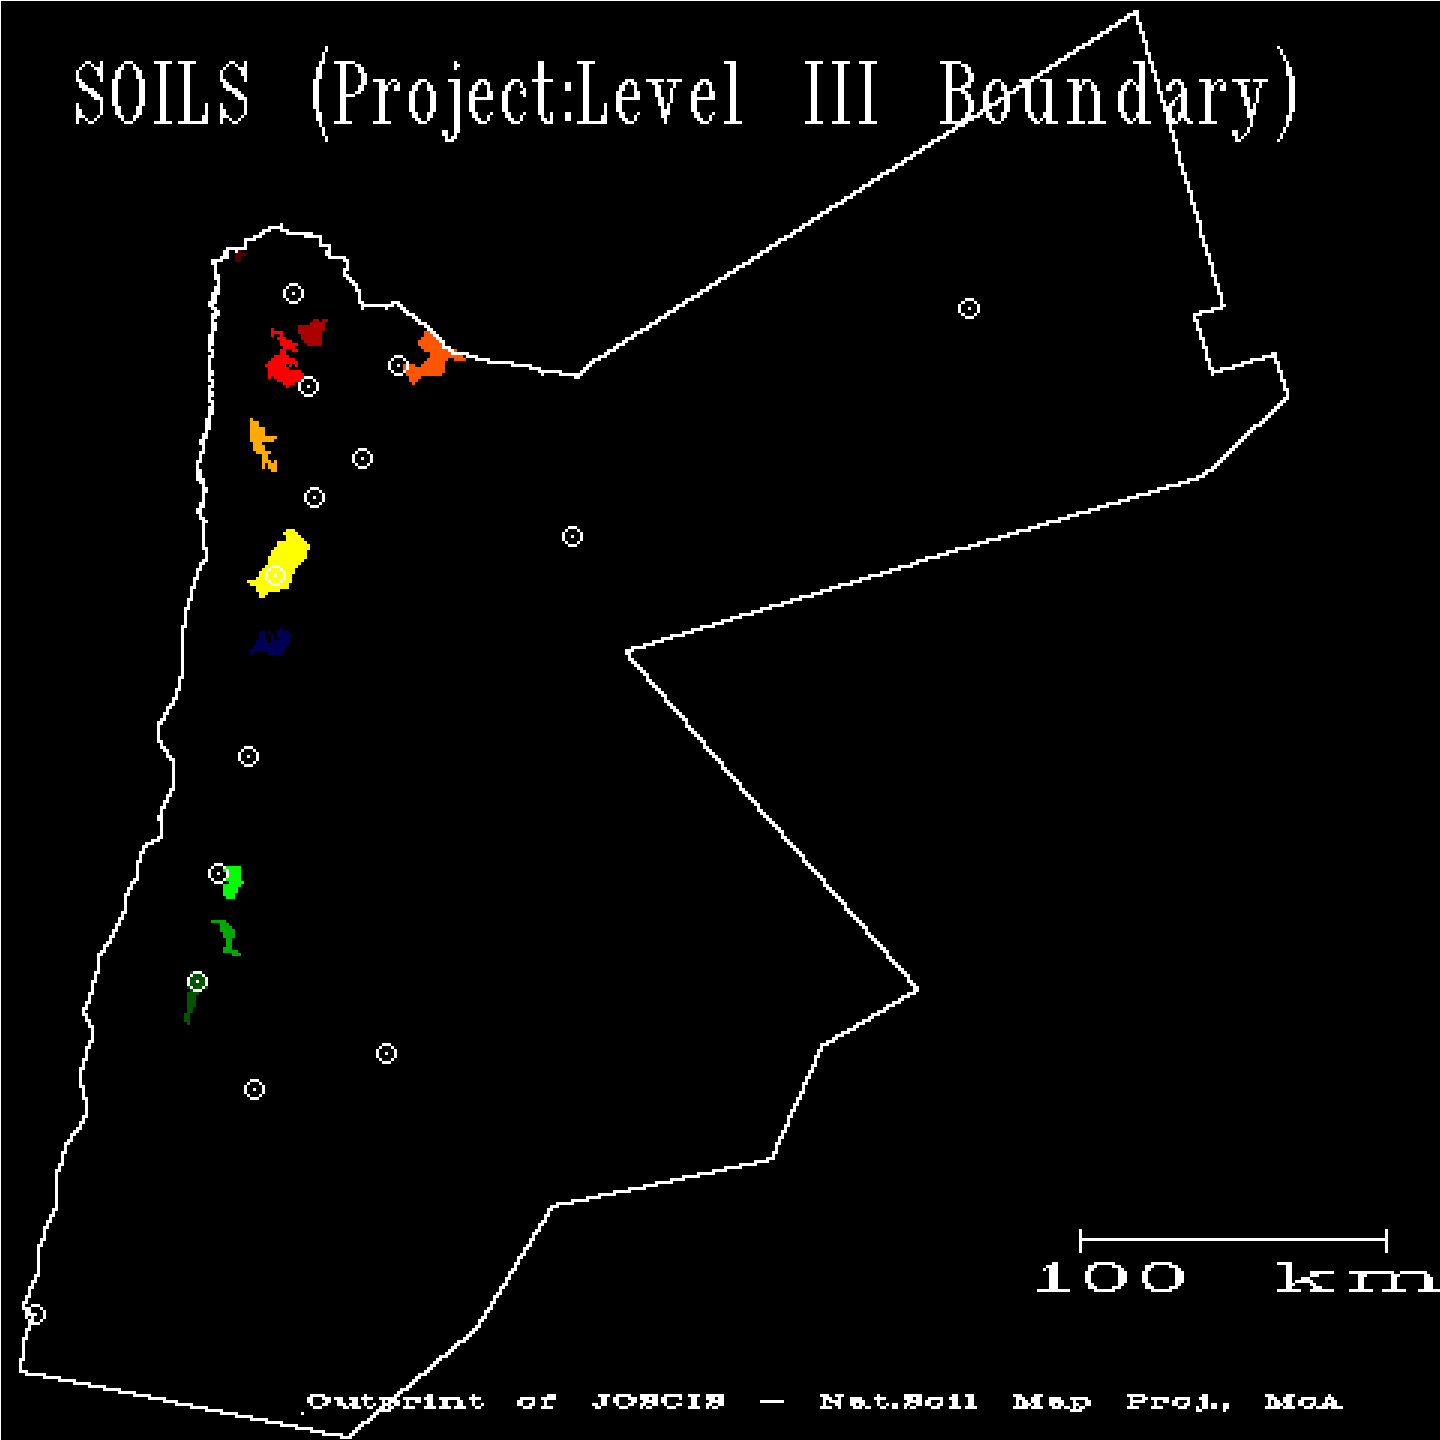 SOILS (Project:Level III Boundary)
100 km
Outprint of JOSCIS — Nat.Soil Map Proj., MoA